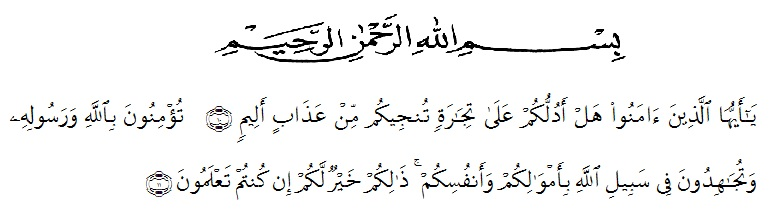 بِسْمِ اللهِ الرَّحْمٰنِ الرَّحِيْمِ
يَٰٓأَيُّهَا ٱلَّذِينَ ءَامَنُوا۟ هَلْ أَدُلُّكُمْ عَلَىٰ تِجَٰرَةٍ تُنجِيكُم مِّنْ عَذَابٍ أَلِيمٍ ۝١٠ تُؤْمِنُونَ بِٱللَّهِ وَرَسُولِهِۦ
وَتُجَٰهِدُونَ فِى سَبِيلِ ٱللَّهِ بِأَمْوَٰلِكُمْ وَأَنفُسِكُمْ ۚ ذَٰلِكُمْ خَيْرٌ لَّكُمْ إِن كُنتُمْ تَعْلَمُونَ ۝١١